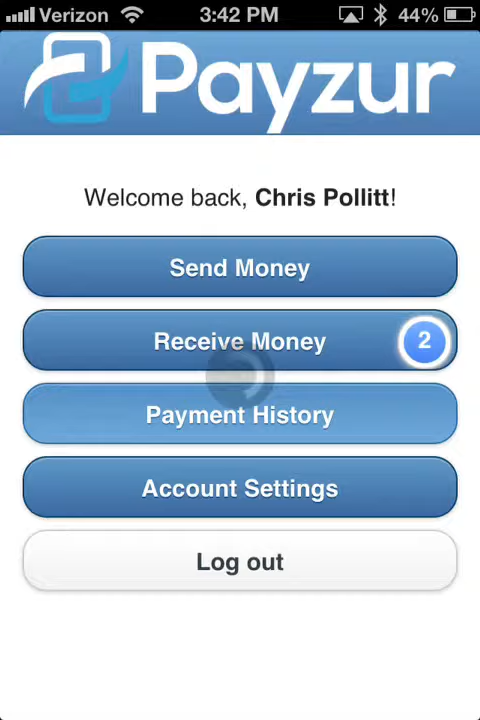 Verizon 3:42 PM 44%
Payzur
Welcome back, Chris Pollitt!
Send Money
Receive Money 2
Payment History
Account Settings
Log out